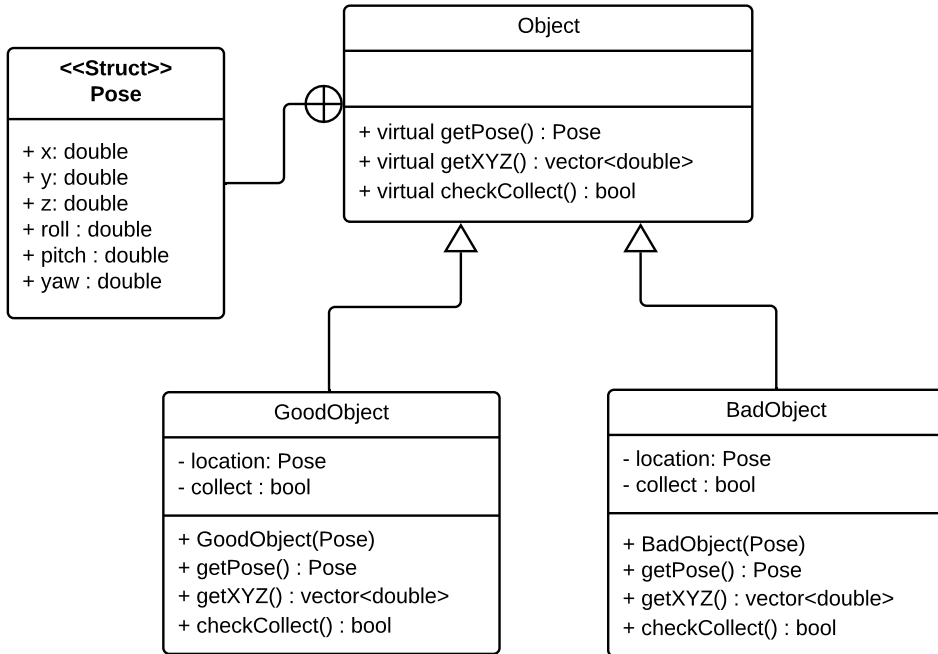 Object
+ virtual getPose() : Pose
+ virtual getXYZ() : vector<double>
+ virtual checkCollect() : bool
<<Struct>>
Pose
+ x: double
+ y: double
+ z: double
+ roll : double
+ pitch : double
+ yaw : double
GoodObject
- location: Pose
- collect : bool
+ GoodObject(Pose)
+ getPose() : Pose
+ getXYZ() : vector<double>
+ checkCollect() : bool
BadObject
- location: Pose
- collect : bool
+ BadObject(Pose)
+ getPose() : Pose
+ getXYZ() : vector<double>
+ checkCollect() : bool